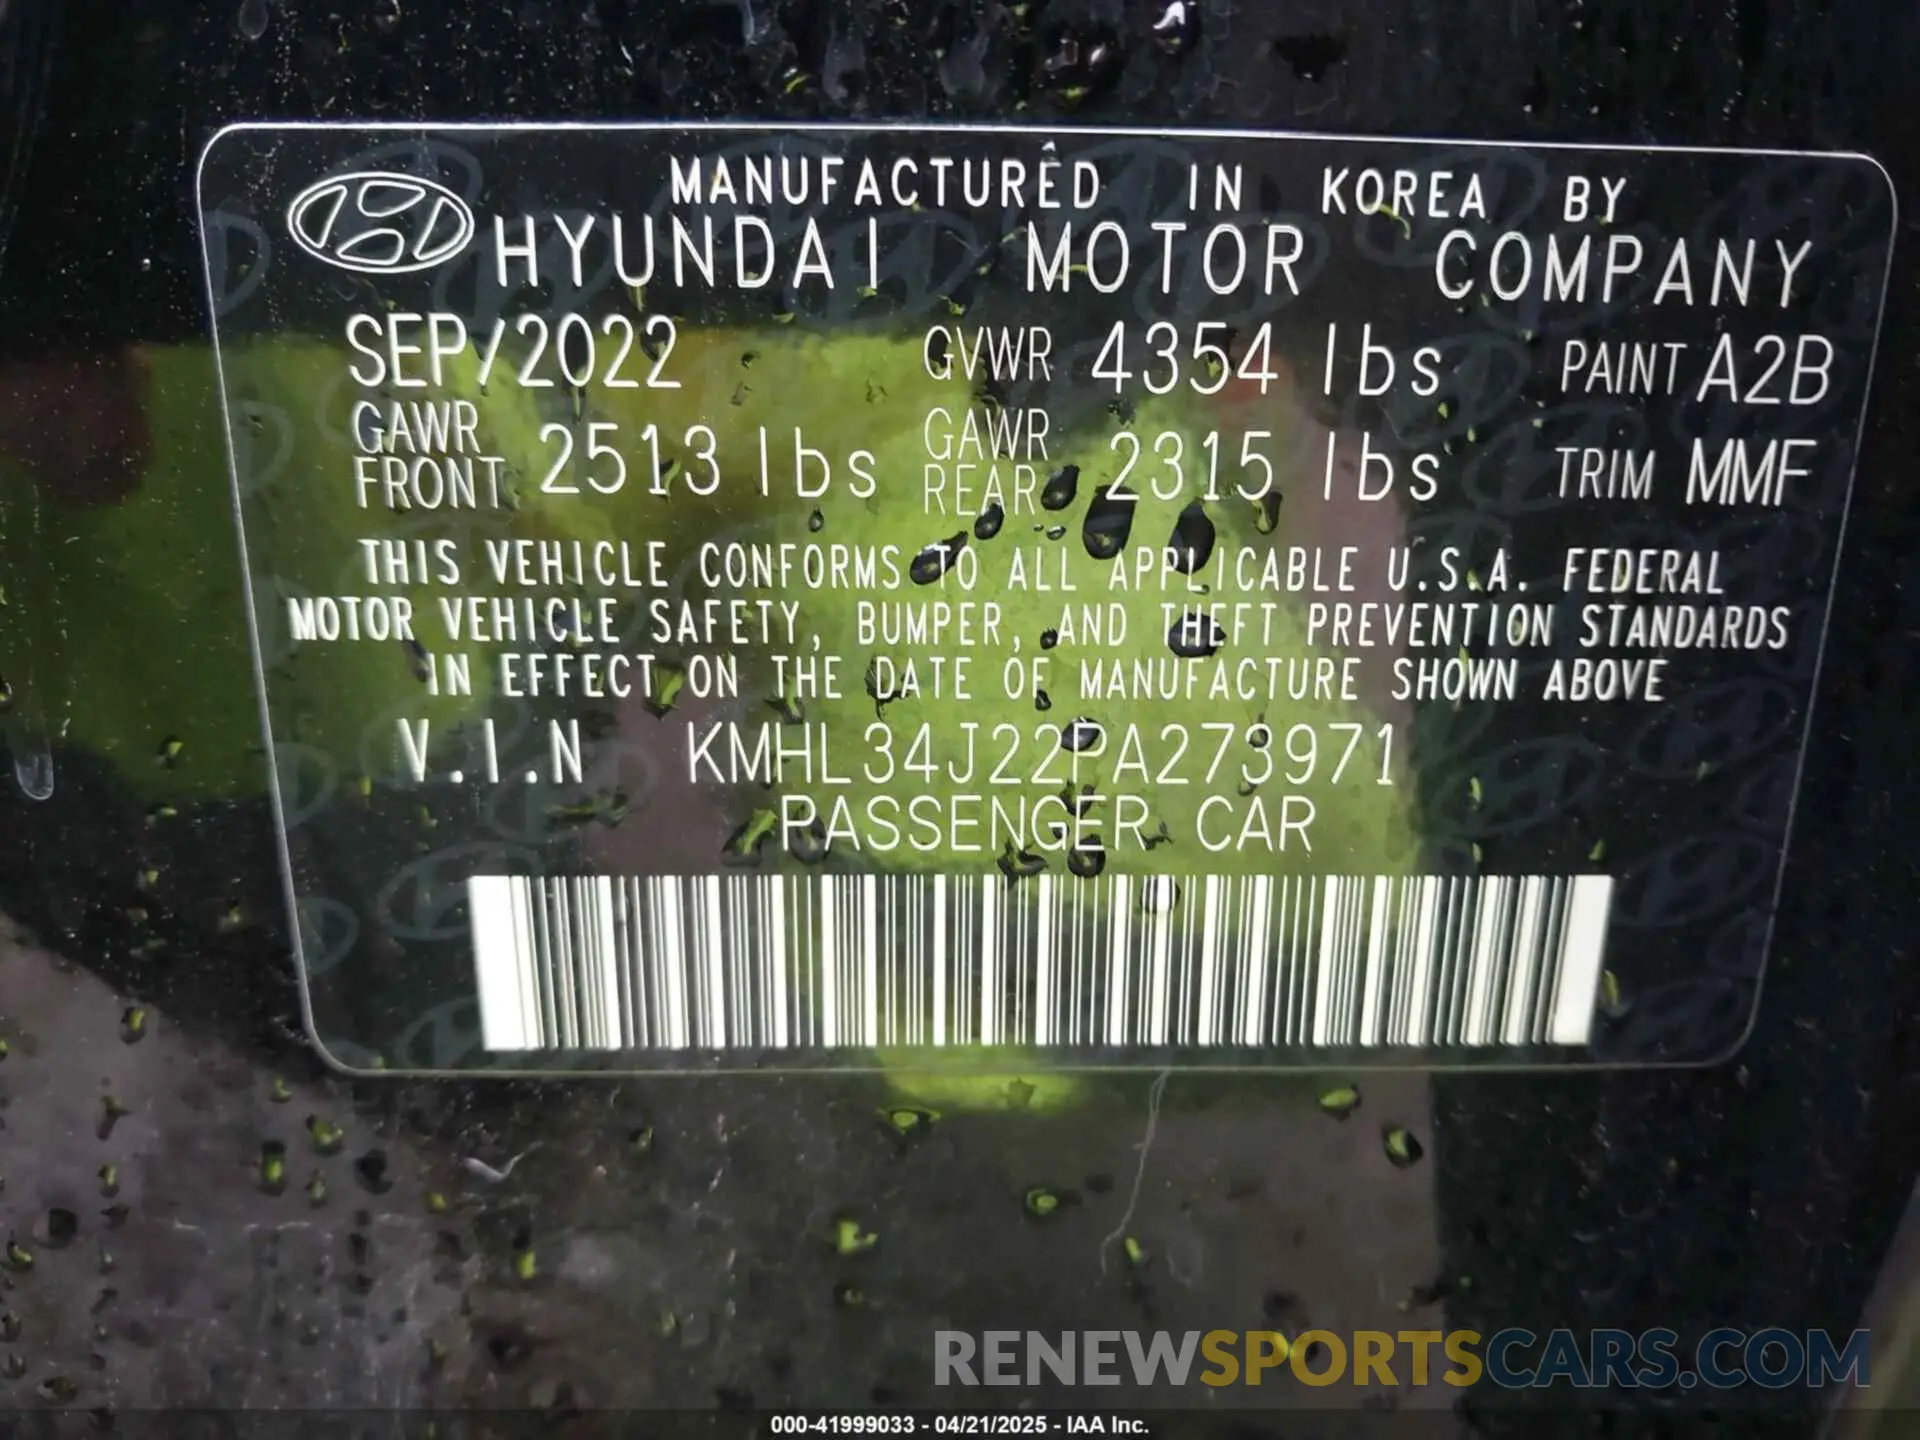 MANUFACTURED IN KOREA BY
HYUNDAI MOTOR COMPANY
SEP/2022 GVWR 4354 lbs PAINT A2B
GAWR FRONT 2513 lbs GAWR REAR 2315 lbs TRIM MMF
THIS VEHICLE CONFORMS TO ALL APPLICABLE U.S.A. FEDERAL
MOTOR VEHICLE SAFETY, BUMPER, AND THEFT PREVENTION STANDARDS
IN EFFECT ON THE DATE OF MANUFACTURE SHOWN ABOVE
V.I.N KMHL34J22PA273971
PASSENGER CAR
RENEWSPORTSCARS.COM
000-41999033 - 04/21/2025 - IAA Inc.